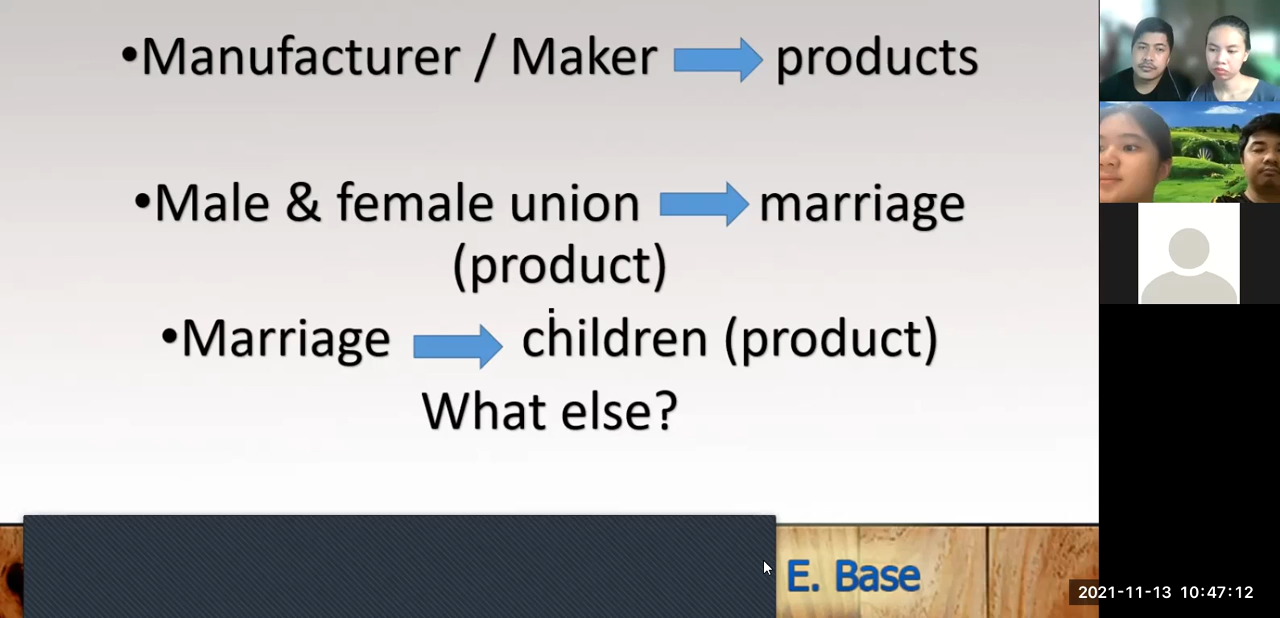 •Manufacturer / Maker products
•Male & female union marriage
(product)
•Marriage children (product)
What else?
E. Base
2021-11-13 10:47:12